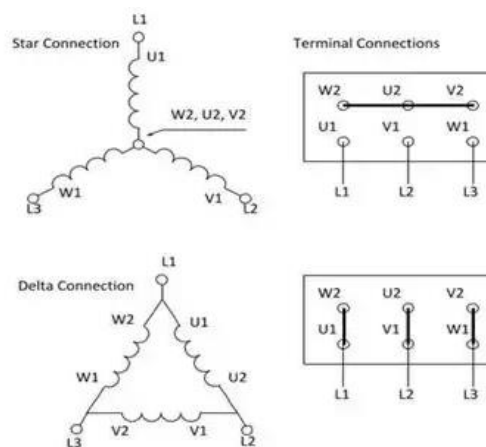 L1
Star Connection
Terminal Connections
U1
W2 U2 V2
W2, U2, V2
U1 V1 W1
W1
V1
L3
L2
L1 L2 L3
L1
Delta Connection
W2 U2 V2
W2 U1
U1 V1 W1
W1 U2
L1 L2 L3
V2 V1
L3
L2